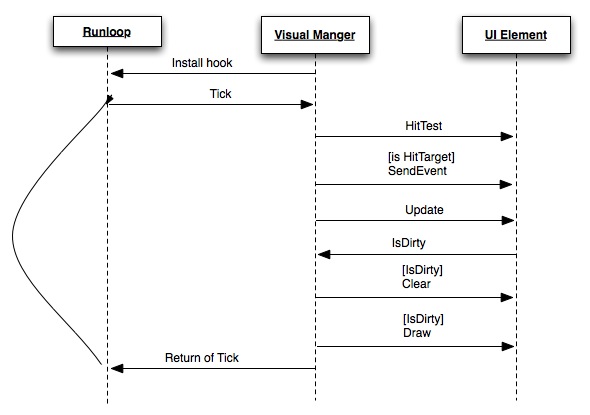 Runloop
Visual Manger
UI Element
Install hook
Tick
HitTest
[is HitTarget]
SendEvent
Update
IsDirty
[IsDirty]
Clear
[IsDirty]
Draw
Return of Tick